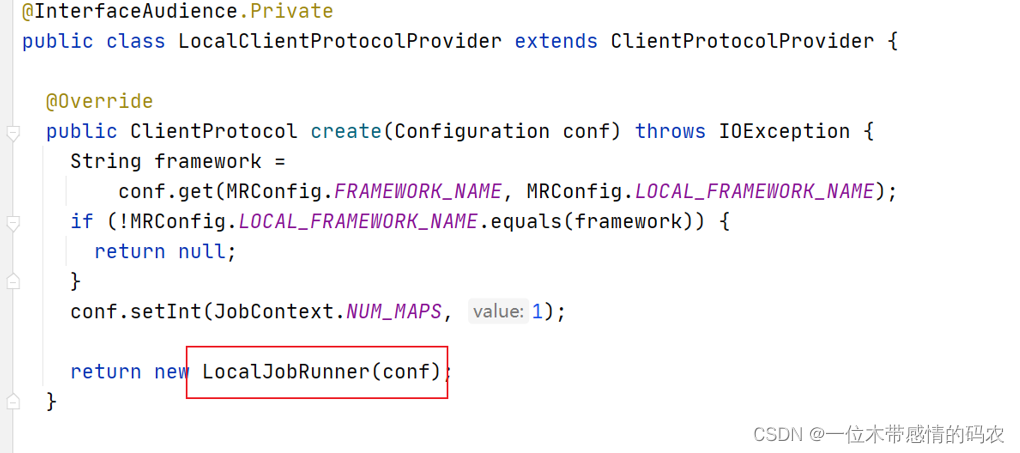 @InterfaceAudience.Private
public class LocalClientProtocolProvider extends ClientProtocolProvider {
@Override
public ClientProtocol create(Configuration conf) throws IOException {
String framework =
conf.get(MRConfig.FRAMEWORK_NAME, MRConfig.LOCAL_FRAMEWORK_NAME);
if (!MRConfig.LOCAL_FRAMEWORK_NAME.equals(framework)) {
return null;
}
conf.setInt(JobContext.NUM_MAPS, value: 1);
return new LocalJobRunner(conf);
}
CSDN @一位木带感情的码农